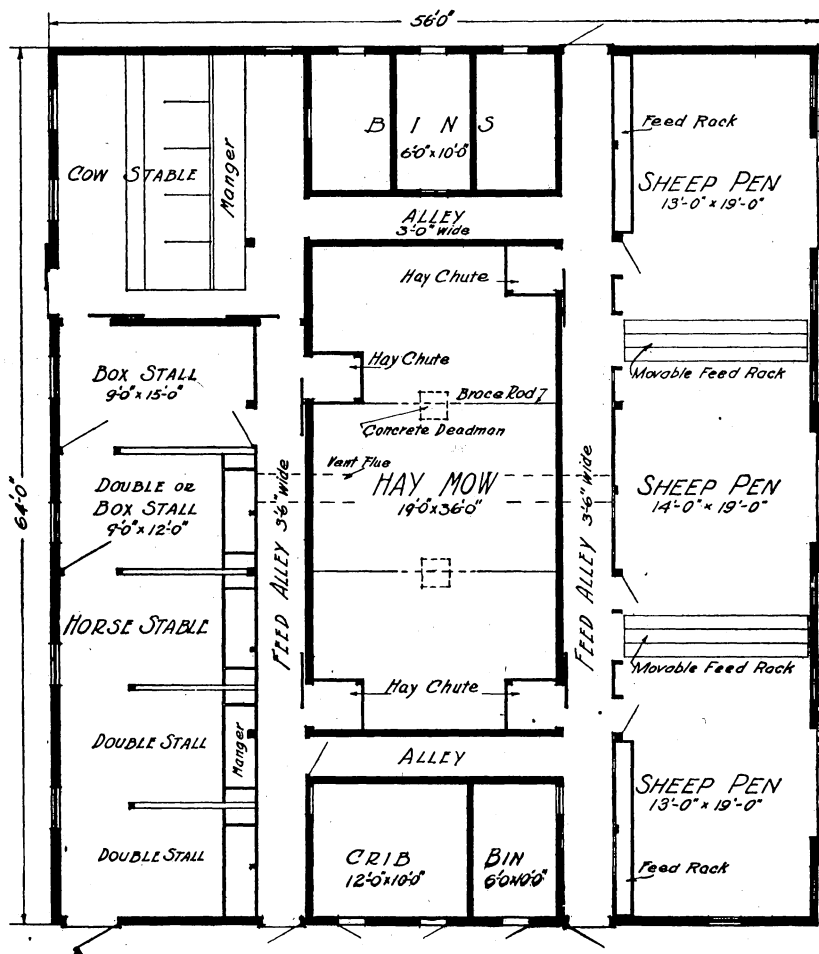 56'0"
B I N S
6'-0" x 10'-0"
Feed Rack
COW STABLE
Manger
SHEEP PEN
13'-0" x 19'-0"
ALLEY
3'-0" wide
Hay Chute
Hay Chute
Movable Feed Rack
BOX STALL
9'-0" x 15'-0"
Brace Rod
Concrete Deadman
64'-0"
Vent Flue
DOUBLE OR
BOX STALL
9'-0" x 12'-0"
FEED ALLEY 3'-6" wide
HAY MOW
19'-0" x 36'-0"
FEED ALLEY 3'-6" wide
SHEEP PEN
14'-0" x 19'-0"
HORSE STABLE
Movable Feed Rack
Hay Chute
DOUBLE STALL
Manger
ALLEY
SHEEP PEN
13'-0" x 19'-0"
DOUBLE STALL
CRIB
12'-0" x 10'-0"
BIN
6'-0 x 10'-0"
Feed Rack